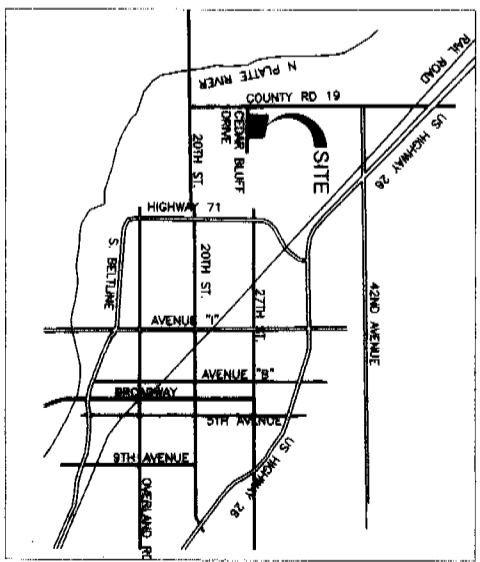 N PLATTE RIVER
RAIL ROAD
COUNTY RD 19
US HIGHWAY 26
CEDAR BLUFF
DRIVE
SITE
20TH ST.
HIGHWAY 71
S. BELTLINE
20TH ST.
27TH ST.
42ND AVENUE
AVENUE "I"
AVENUE "B"
BROADWAY
5TH AVENUE
US HIGHWAY 26
9TH AVENUE
OVERLAND RD